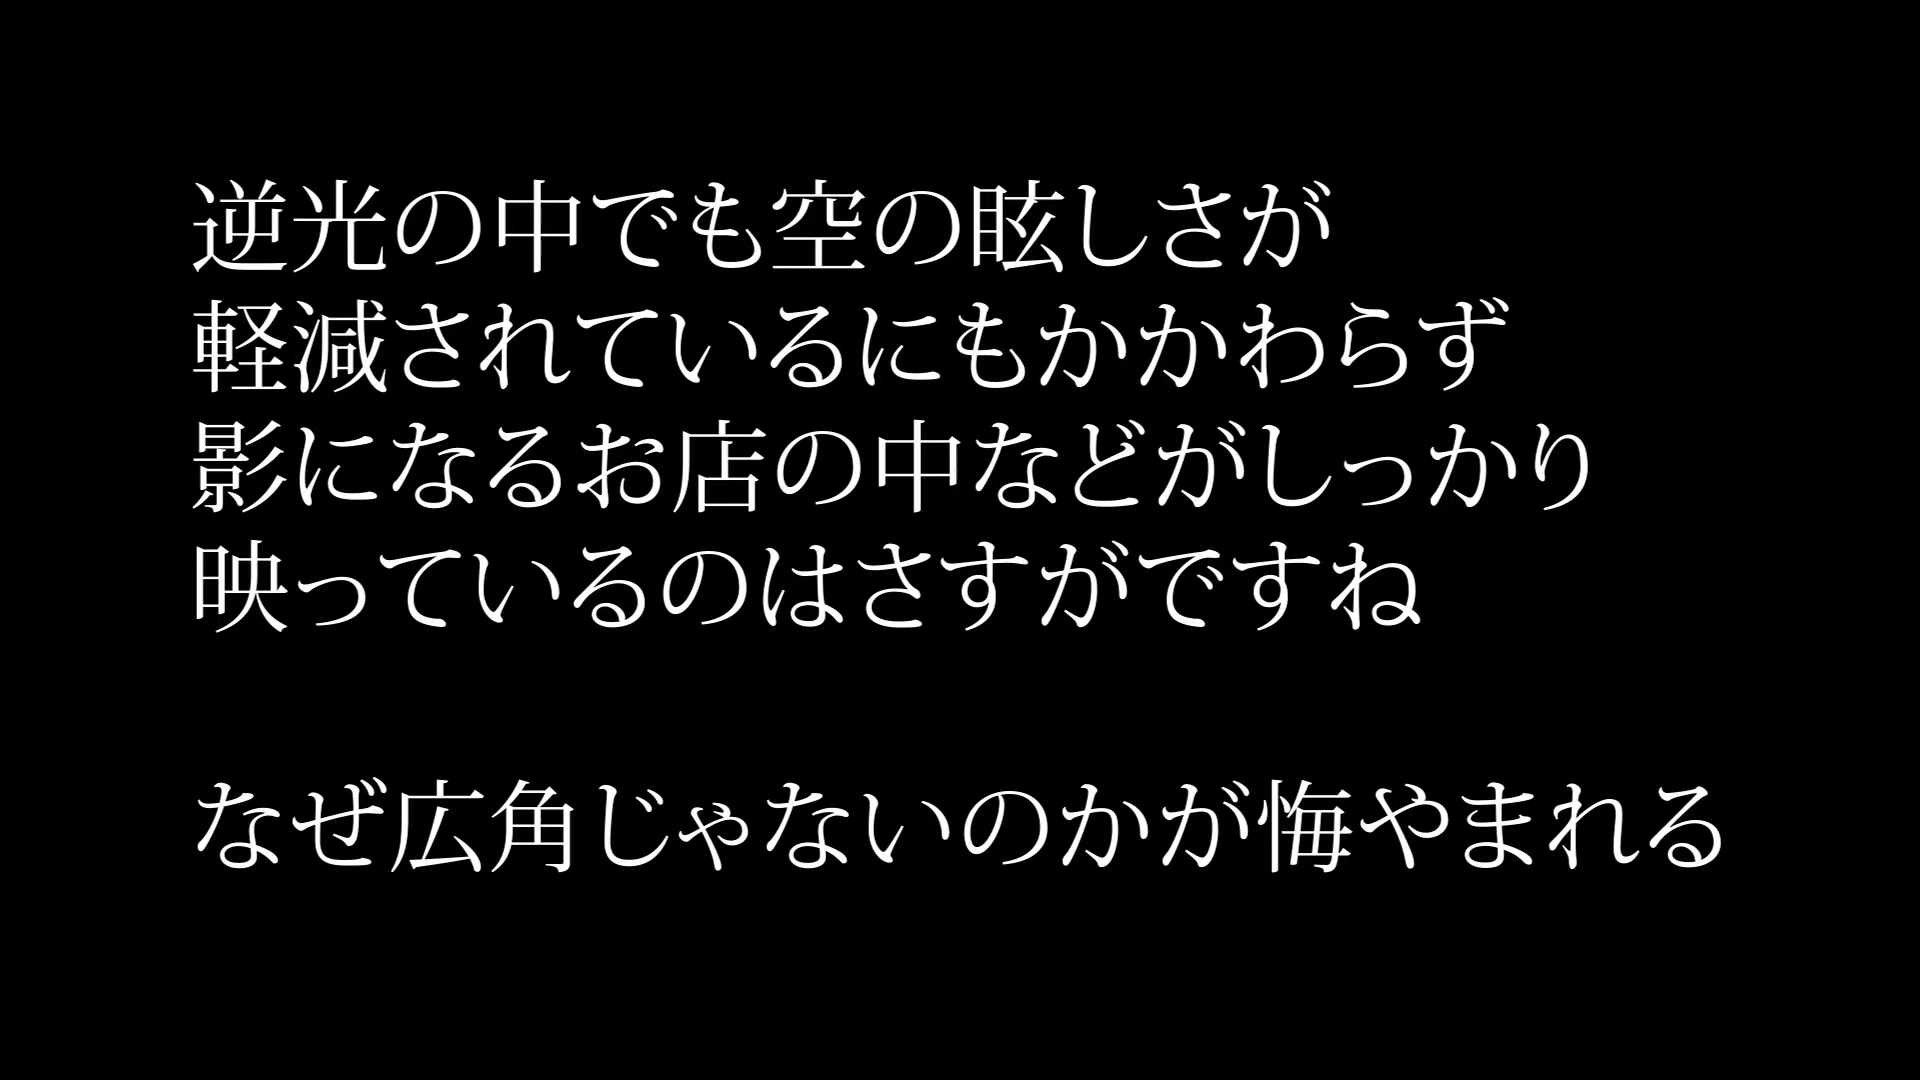 逆光の中でも空の眩しさが
軽減されているにもかかわらず
影になるお店の中などがしっかり
映っているのはさすがですね
なぜ広角じゃないのかが悔やまれる